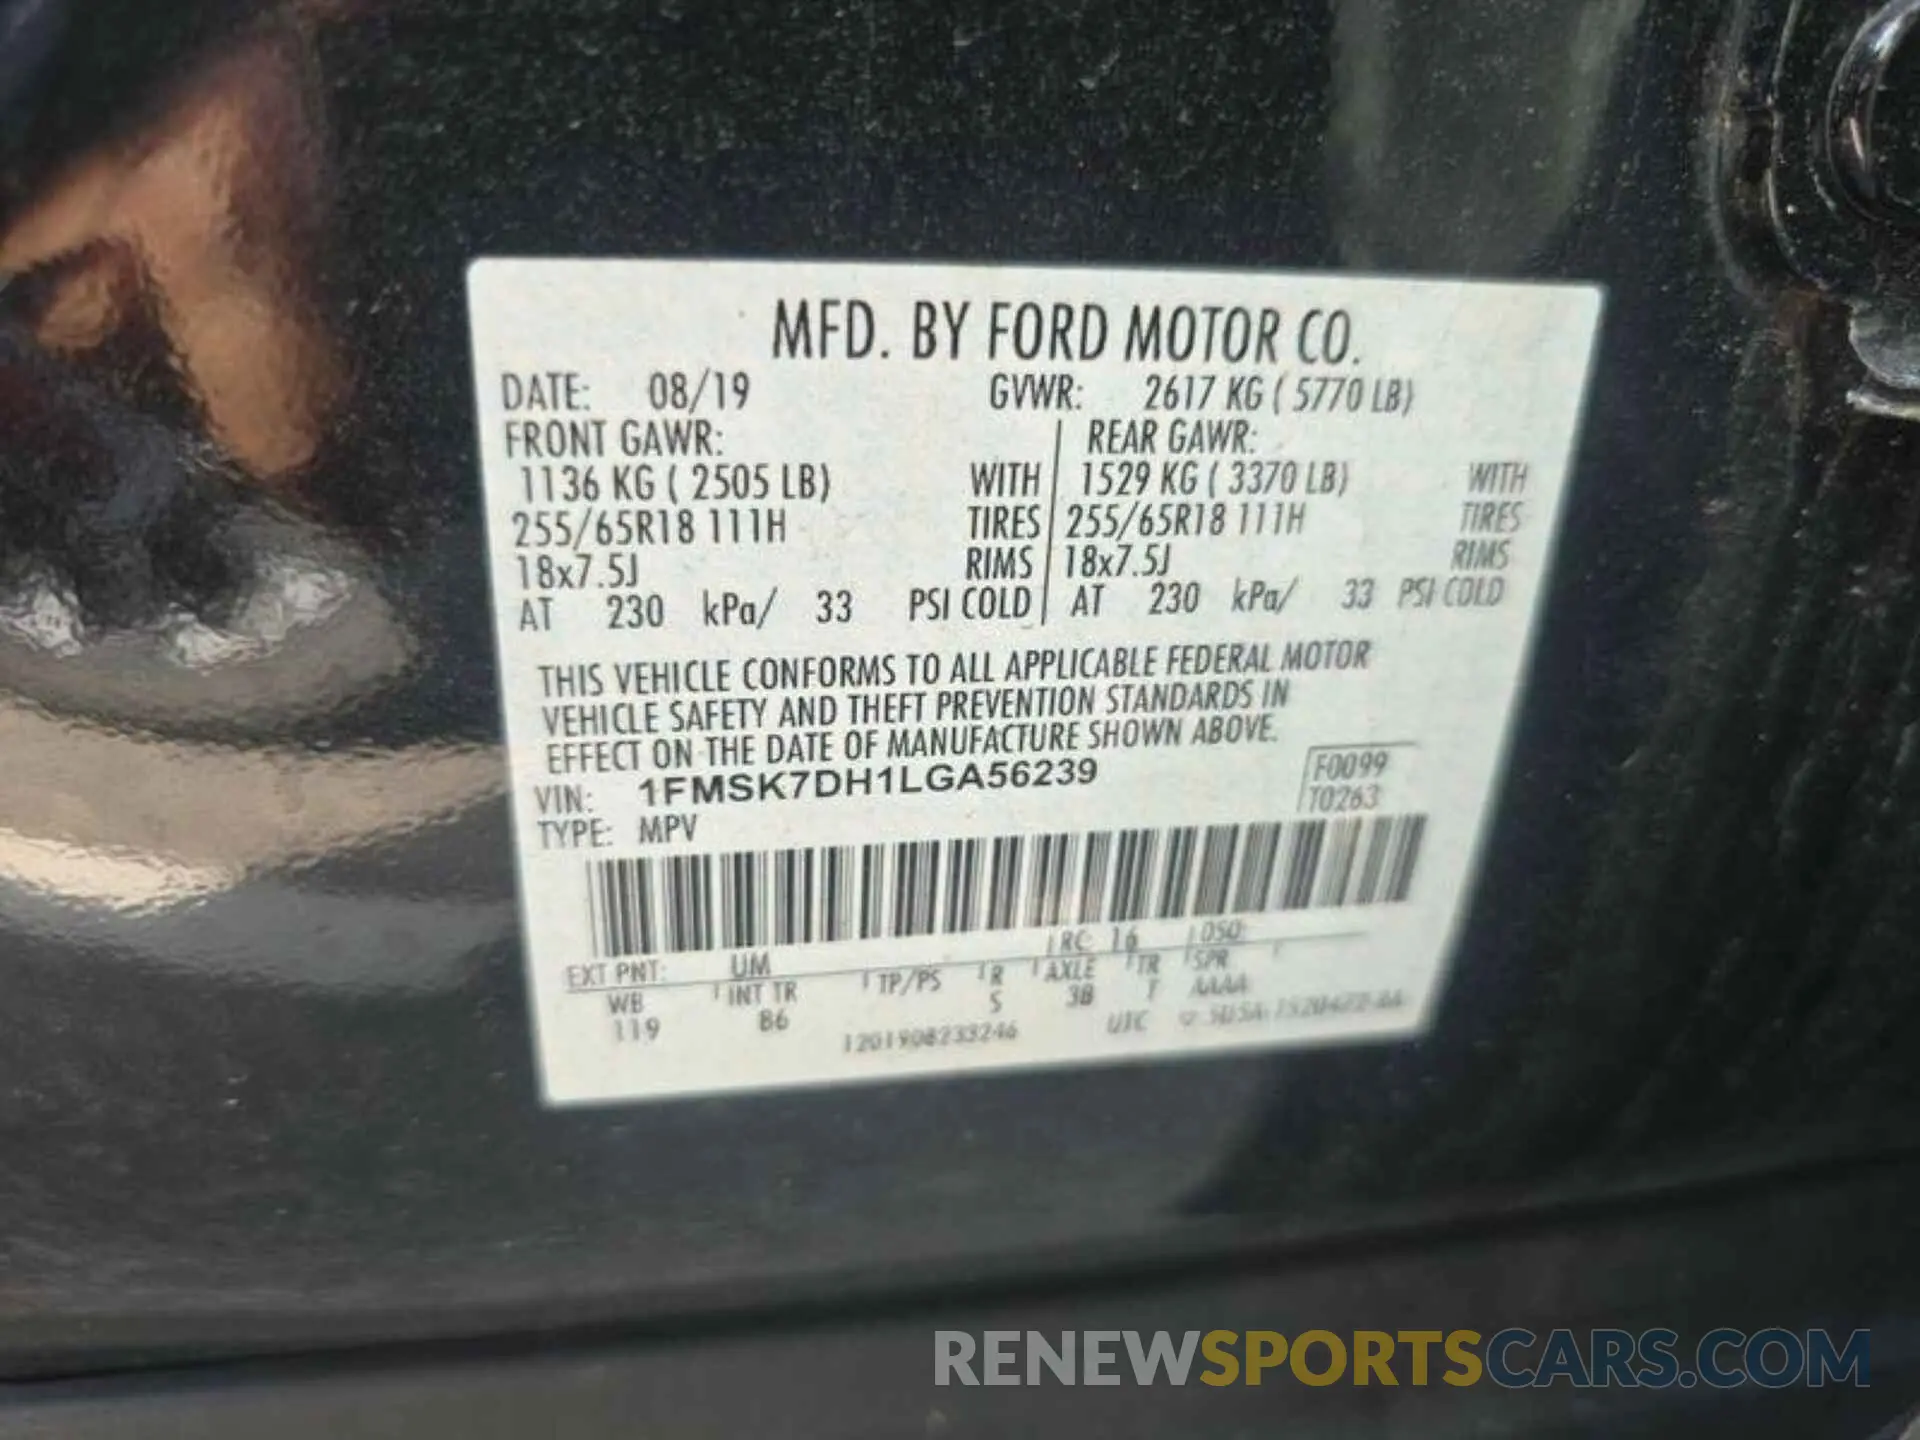 MFD. BY FORD MOTOR CO.
DATE: 08/19 GVWR: 2617 KG ( 5770 LB)
FRONT GAWR: REAR GAWR:
1136 KG ( 2505 LB) WITH 1529 KG ( 3370 LB) WITH
255/65R18 111H TIRES 255/65R18 111H TIRES
18x7.5J RIMS 18x7.5J RIMS
AT 230 kPa/ 33 PSI COLD AT 230 kPa/ 33 PSI COLD
THIS VEHICLE CONFORMS TO ALL APPLICABLE FEDERAL MOTOR
VEHICLE SAFETY AND THEFT PREVENTION STANDARDS IN
EFFECT ON THE DATE OF MANUFACTURE SHOWN ABOVE.
VIN: 1FMSK7DH1LGA56239 F0099
TYPE: MPV T0263
EXT PNT: UM RC 16 DSO:
WB INT TR TP/PS R AXLE TR SPR
119 B6 S 3B T AAAA
1201908233246 UTC
RENEWSPORTSCARS.COM